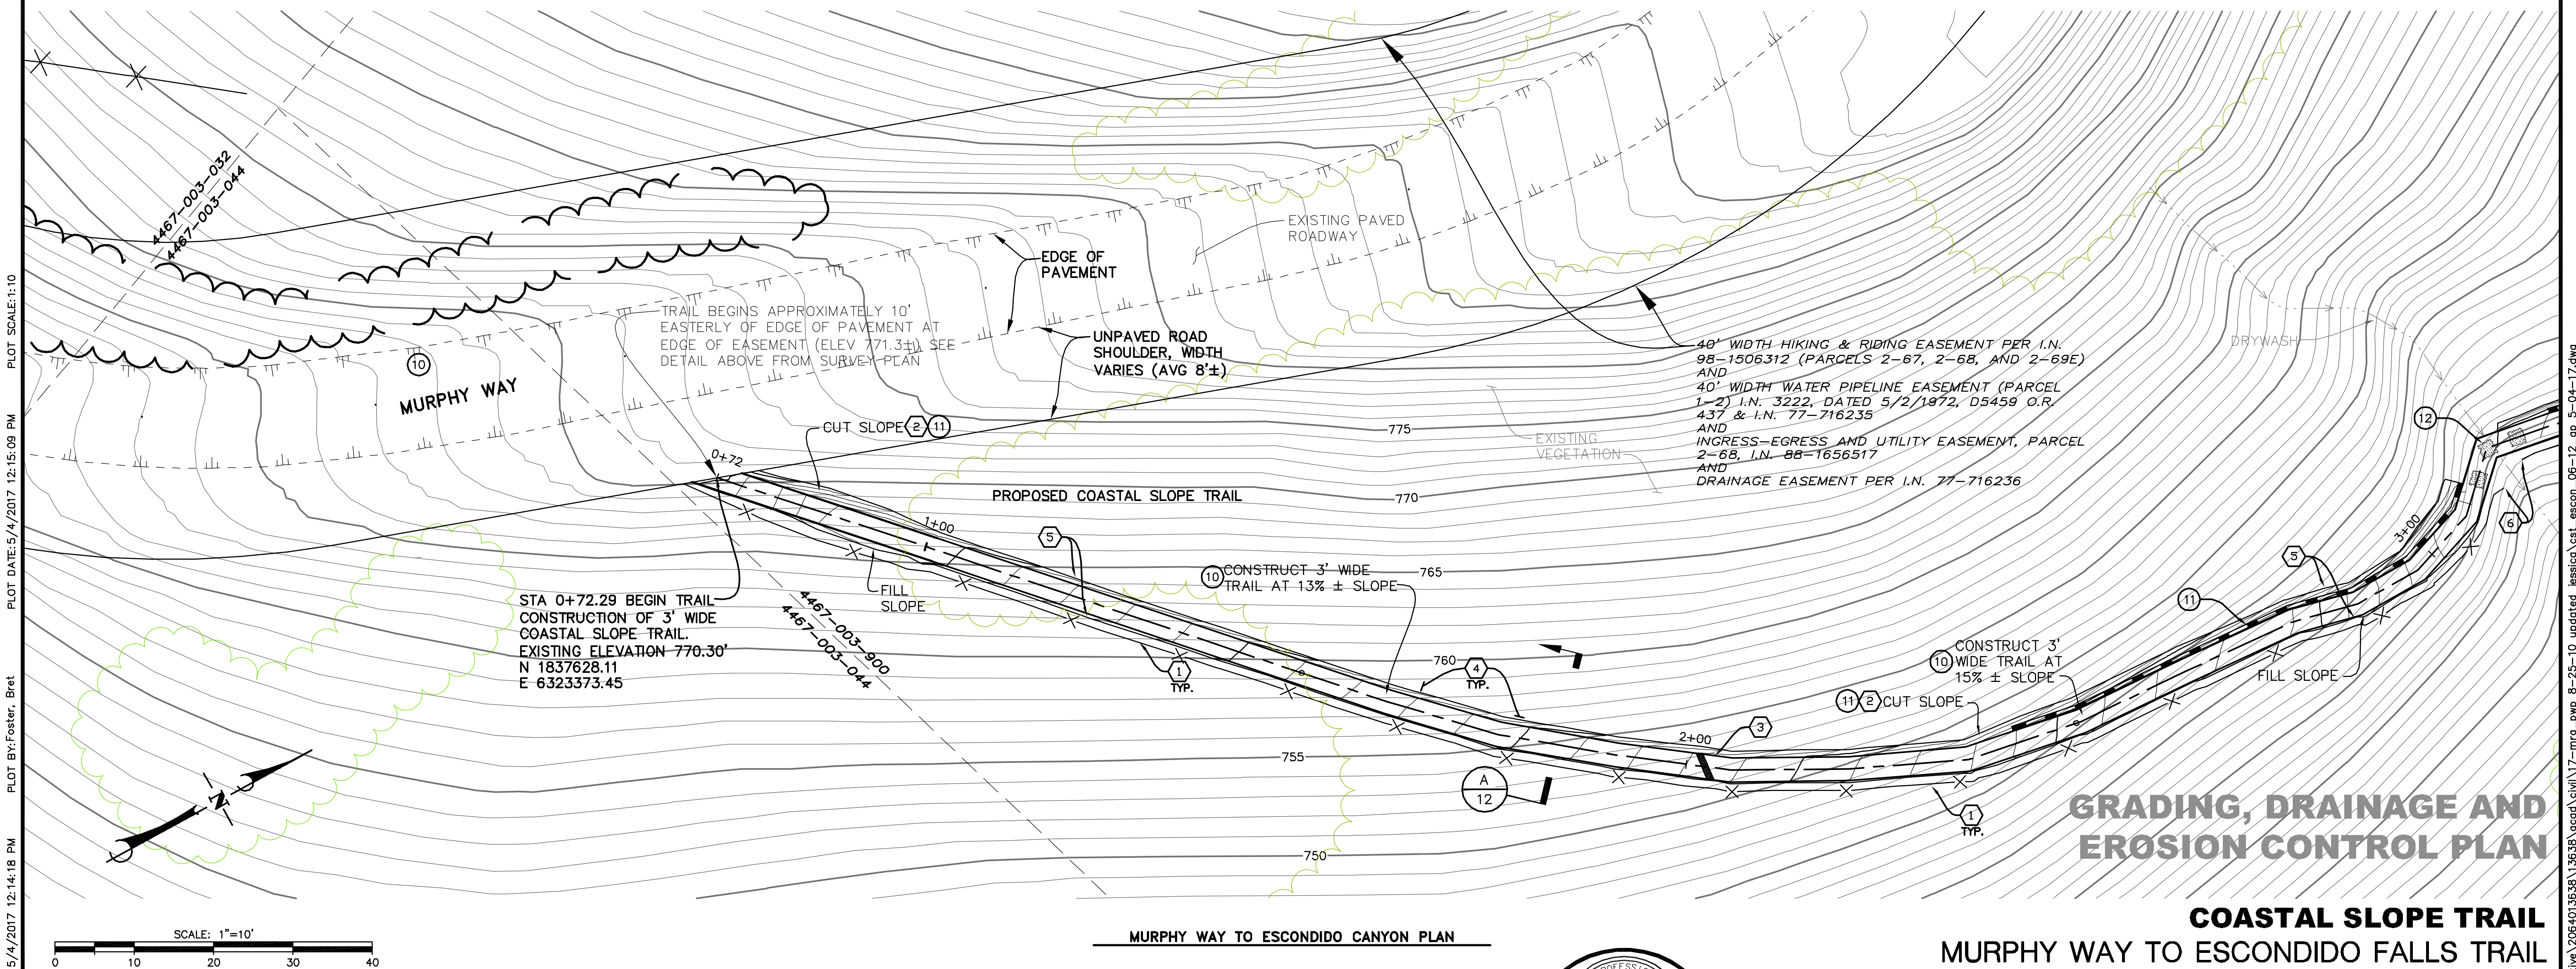 4467-003-032
4467-003-044
EXISTING PAVED
ROADWAY
EDGE OF
PAVEMENT
TRAIL BEGINS APPROXIMATELY 10'
EASTERLY OF EDGE OF PAVEMENT AT
EDGE OF EASEMENT (ELEV 771.3±) SEE
DETAIL ABOVE FROM SURVEY PLAN
UNPAVED ROAD
SHOULDER, WIDTH
VARIES (AVG 8'±)
40' WIDTH HIKING & RIDING EASEMENT PER I.N.
98-1506312 (PARCELS 2-67, 2-68, AND 2-69E)
AND
40' WIDTH WATER PIPELINE EASEMENT (PARCEL
1-2) I.N. 3222, DATED 5/2/1972, D5459 O.R.
437 & I.N. 77-716235
AND
INGRESS-EGRESS AND UTILITY EASEMENT, PARCEL
2-68, I.N. 88-1656517
AND
DRAINAGE EASEMENT PER I.N. 77-716236
DRYWASH
10
MURPHY WAY
CUT SLOPE 2 11
775
EXISTING
VEGETATION
12
0+72
PROPOSED COASTAL SLOPE TRAIL
770
1+00
5
3+00
6
10 CONSTRUCT 3' WIDE
TRAIL AT 13% ± SLOPE
765
5
FILL
SLOPE
STA 0+72.29 BEGIN TRAIL
CONSTRUCTION OF 3' WIDE
COASTAL SLOPE TRAIL.
EXISTING ELEVATION 770.30'
N 1837628.11
E 6323373.45
4467-003-900
4467-003-044
11
760
1
TYP.
4
TYP.
10 CONSTRUCT 3'
WIDE TRAIL AT
15% ± SLOPE
FILL SLOPE
11 2 CUT SLOPE
2+00
3
755
A
12
1
TYP.
N
750
GRADING, DRAINAGE AND
EROSION CONTROL PLAN
SCALE: 1"=10'
0 10 20 30 40
MURPHY WAY TO ESCONDIDO CANYON PLAN
COASTAL SLOPE TRAIL
MURPHY WAY TO ESCONDIDO FALLS TRAIL
5/4/2017 12:14:18 PM PLOT BY:Foster, Bret PLOT DATE:5/4/2017 12:15:09 PM PLOT SCALE:1:10